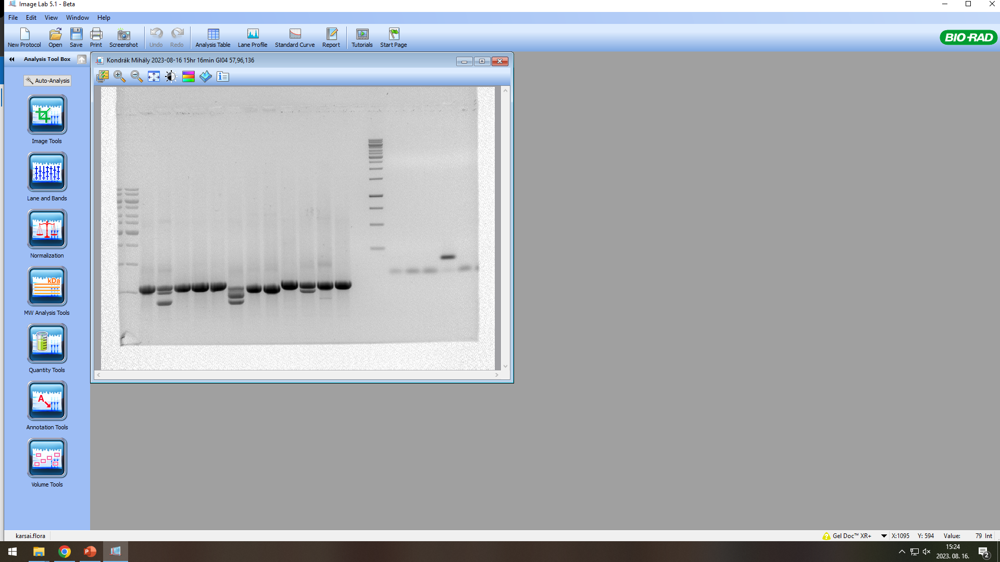 Image Lab 5.1 - Beta
File Edit View Window Help
New Protocol Open Save Print Screenshot Undo Redo Analysis Table Lane Profile Standard Curve Report Tutorials Start Page
BIO-RAD
Analysis Tool Box
Kondrák Mihály 2023-08-16 15hr 16min GI04 57,96,136
Auto-Analysis
Image Tools
Lane and Bands
Normalization
kDa
MW Analysis Tools
Quantity Tools
A
Annotation Tools
Volume Tools
karsai.flora
Gel Doc™ XR+ X:1095 Y: 594 Value: 79 Int
15:24
2023. 08. 16.
2